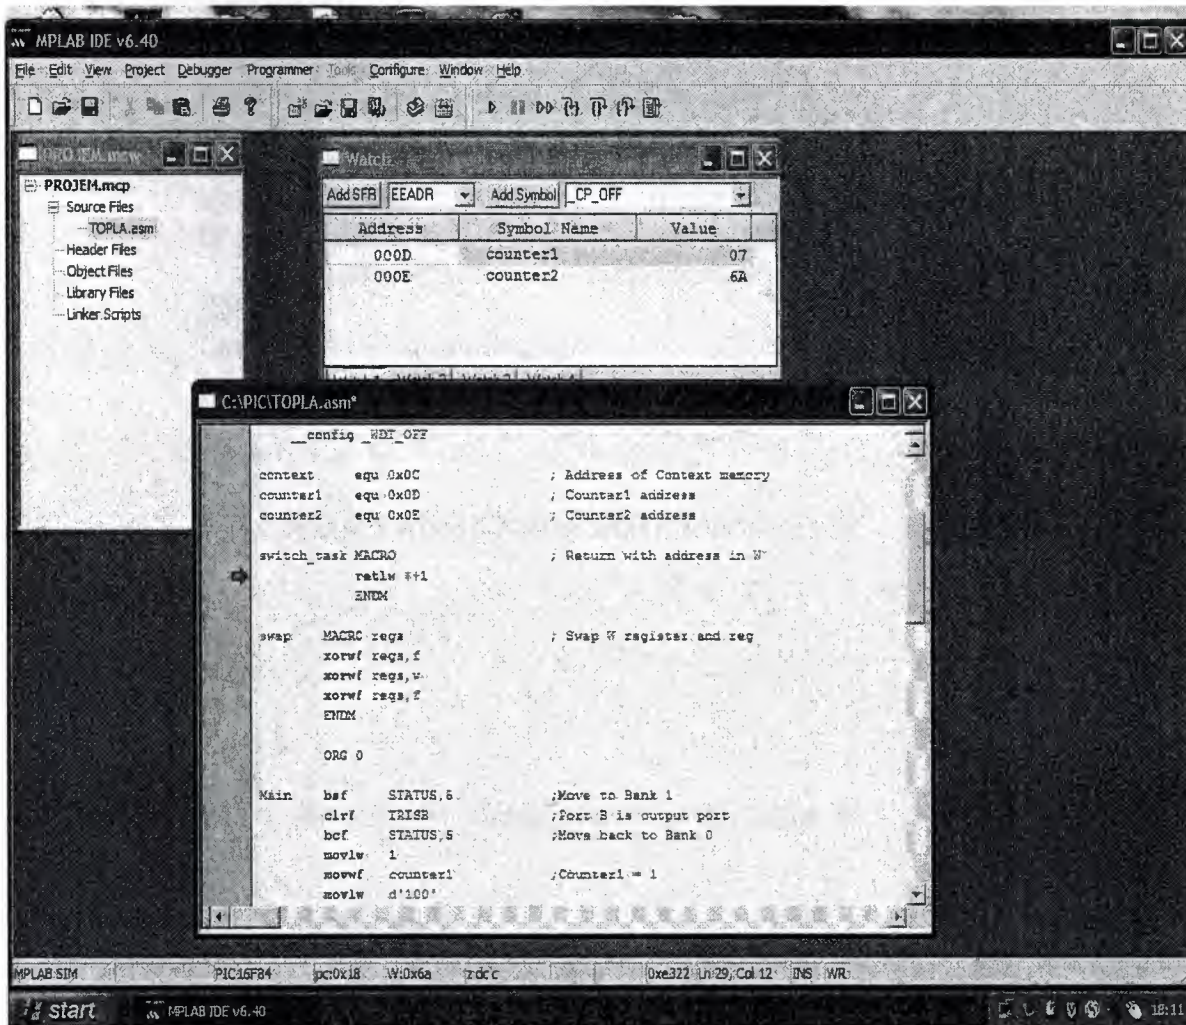 MPLAB IDE v6.40
File Edit View Project Debugger Programmer Tools Configure Window Help
PROJEM.mcw
PROJEM.mcp
Source Files
TOPLA.asm
Header Files
Object Files
Library Files
Linker Scripts
Watch
Add SFR EEADR Add Symbol _CP_OFF
Address Symbol Name Value
000D counter1 07
000E counter2 6A
C:\PIC\TOPLA.asm*
__config _WDT_OFF
context equ 0x0C ; Address of Context memory
counter1 equ 0x0D ; Counter1 address
counter2 equ 0x0E ; Counter2 address
switch_task MACRO ; Return with address in W
retlw $+1
ENDM
swap MACRO regs ; Swap W register and reg
xorwf regs,f
xorwf regs,w
xorwf regs,f
ENDM
ORG 0
Main bsf STATUS,5 ;Move to Bank 1
clrf TRISB ;Port B is output port
bcf STATUS,5 ;Move back to Bank 0
movlw 1
movwf counter1 ;Counter1 = 1
movlw d'100'
MPLAB SIM PIC16F84 pc:0x18 W:0x6a z dc c 0xe322 Ln 29, Col 12 INS WR
start MPLAB IDE v6.40 18:11